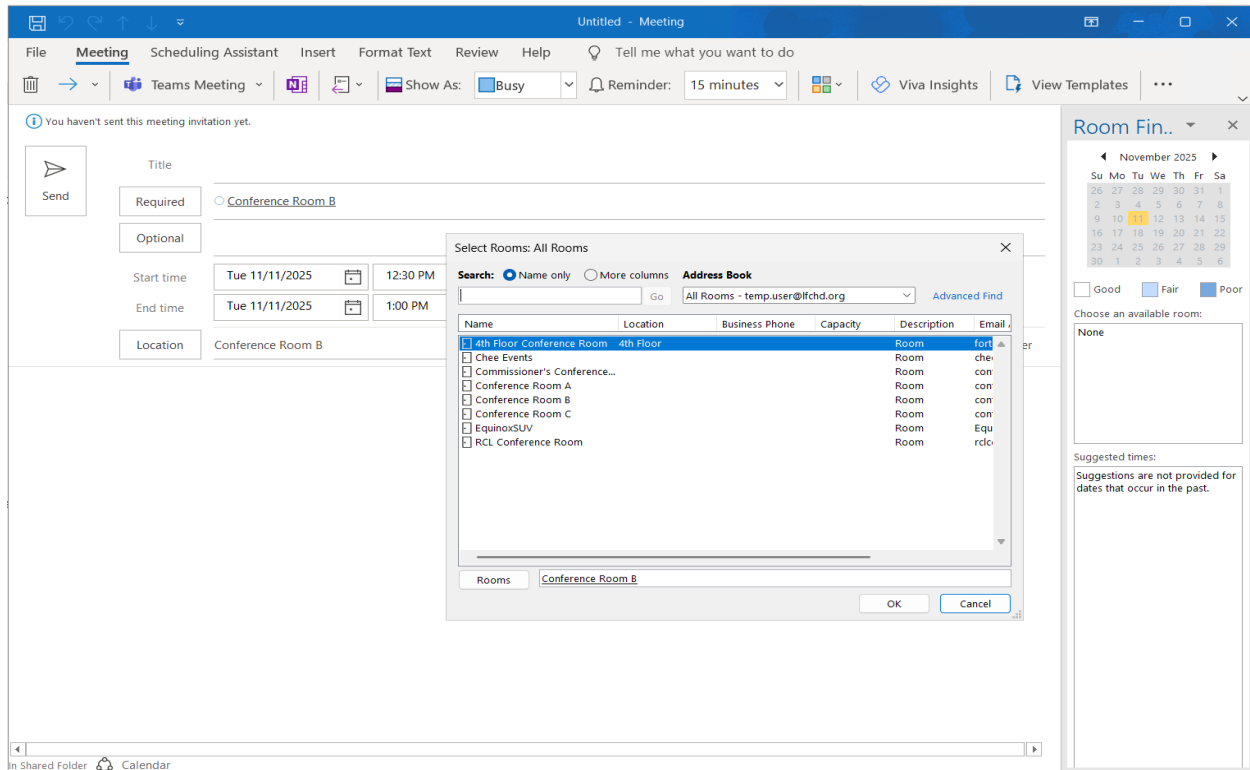 Untitled - Meeting
File Meeting Scheduling Assistant Insert Format Text Review Help Tell me what you want to do
Teams Meeting Show As: Busy Reminder: 15 minutes Viva Insights View Templates
You haven't sent this meeting invitation yet.
Send
Title
Required Conference Room B
Optional
Start time Tue 11/11/2025 12:30 PM
End time Tue 11/11/2025 1:00 PM
Location Conference Room B
er
Select Rooms: All Rooms
Search: Name only More columns Address Book
Go All Rooms - temp.user@lfchd.org Advanced Find
Name Location Business Phone Capacity Description Email
4th Floor Conference Room 4th Floor Room fort
Chee Events Room che
Commissioner's Conference... Room con
Conference Room A Room con
Conference Room B Room con
Conference Room C Room con
EquinoxSUV Room Equ
RCL Conference Room Room rclc
Rooms Conference Room B
OK Cancel
Room Fin..
November 2025
Su Mo Tu We Th Fr Sa
26 27 28 29 30 31 1
2 3 4 5 6 7 8
9 10 11 12 13 14 15
16 17 18 19 20 21 22
23 24 25 26 27 28 29
30 1 2 3 4 5 6
Good Fair Poor
Choose an available room:
None
Suggested times:
Suggestions are not provided for
dates that occur in the past.
In Shared Folder Calendar